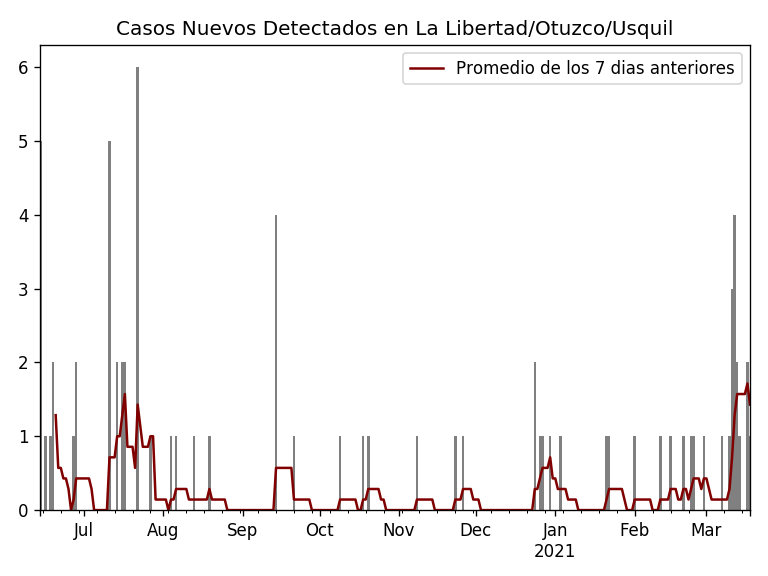 Casos Nuevos Detectados en La Libertad/Otuzco/Usquil
Promedio de los 7 dias anteriores
6
5
4
3
2
1
0
Jul Aug Sep Oct Nov Dec Jan Feb Mar
2021